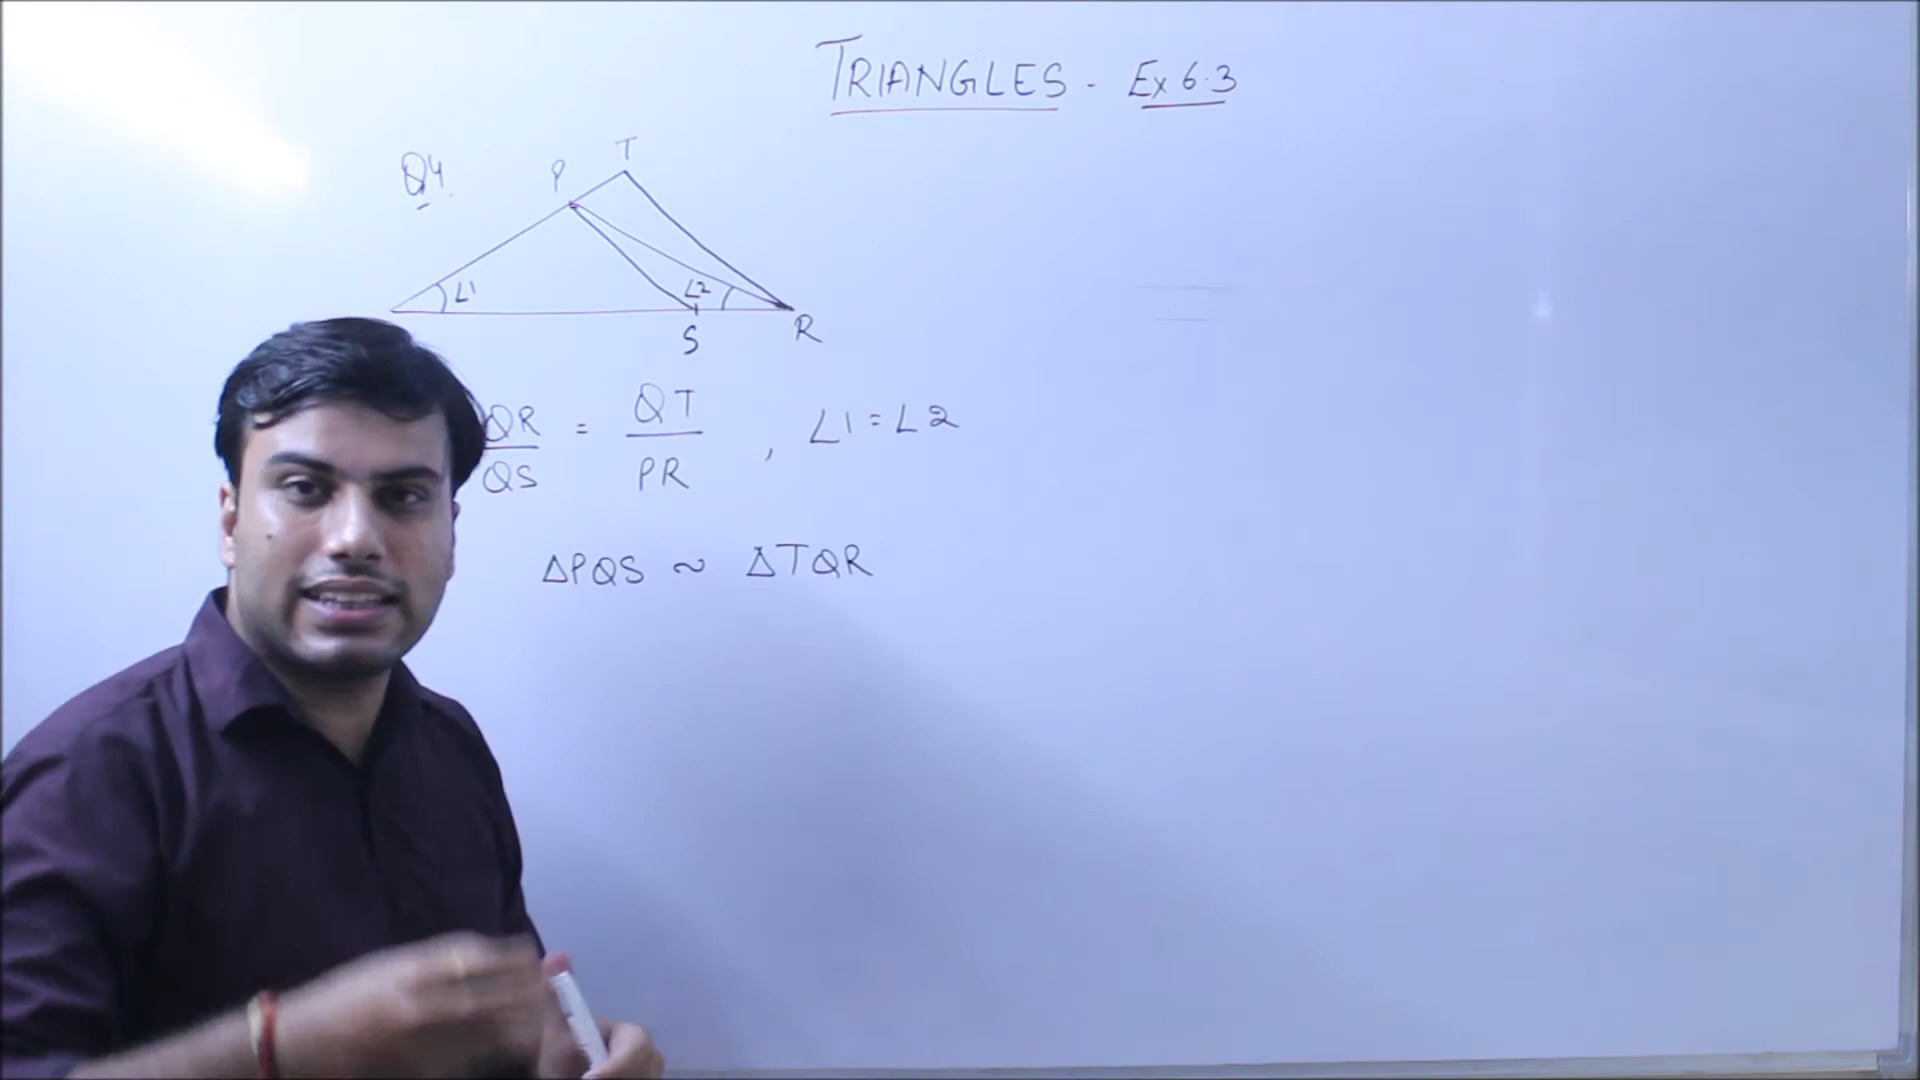 TRIANGLES - Ex 6.3
Q4.
T
P
∠1
∠2
S
R
QR/QS = QT/PR , ∠1 = ∠2
ΔPQS ~ ΔTQR